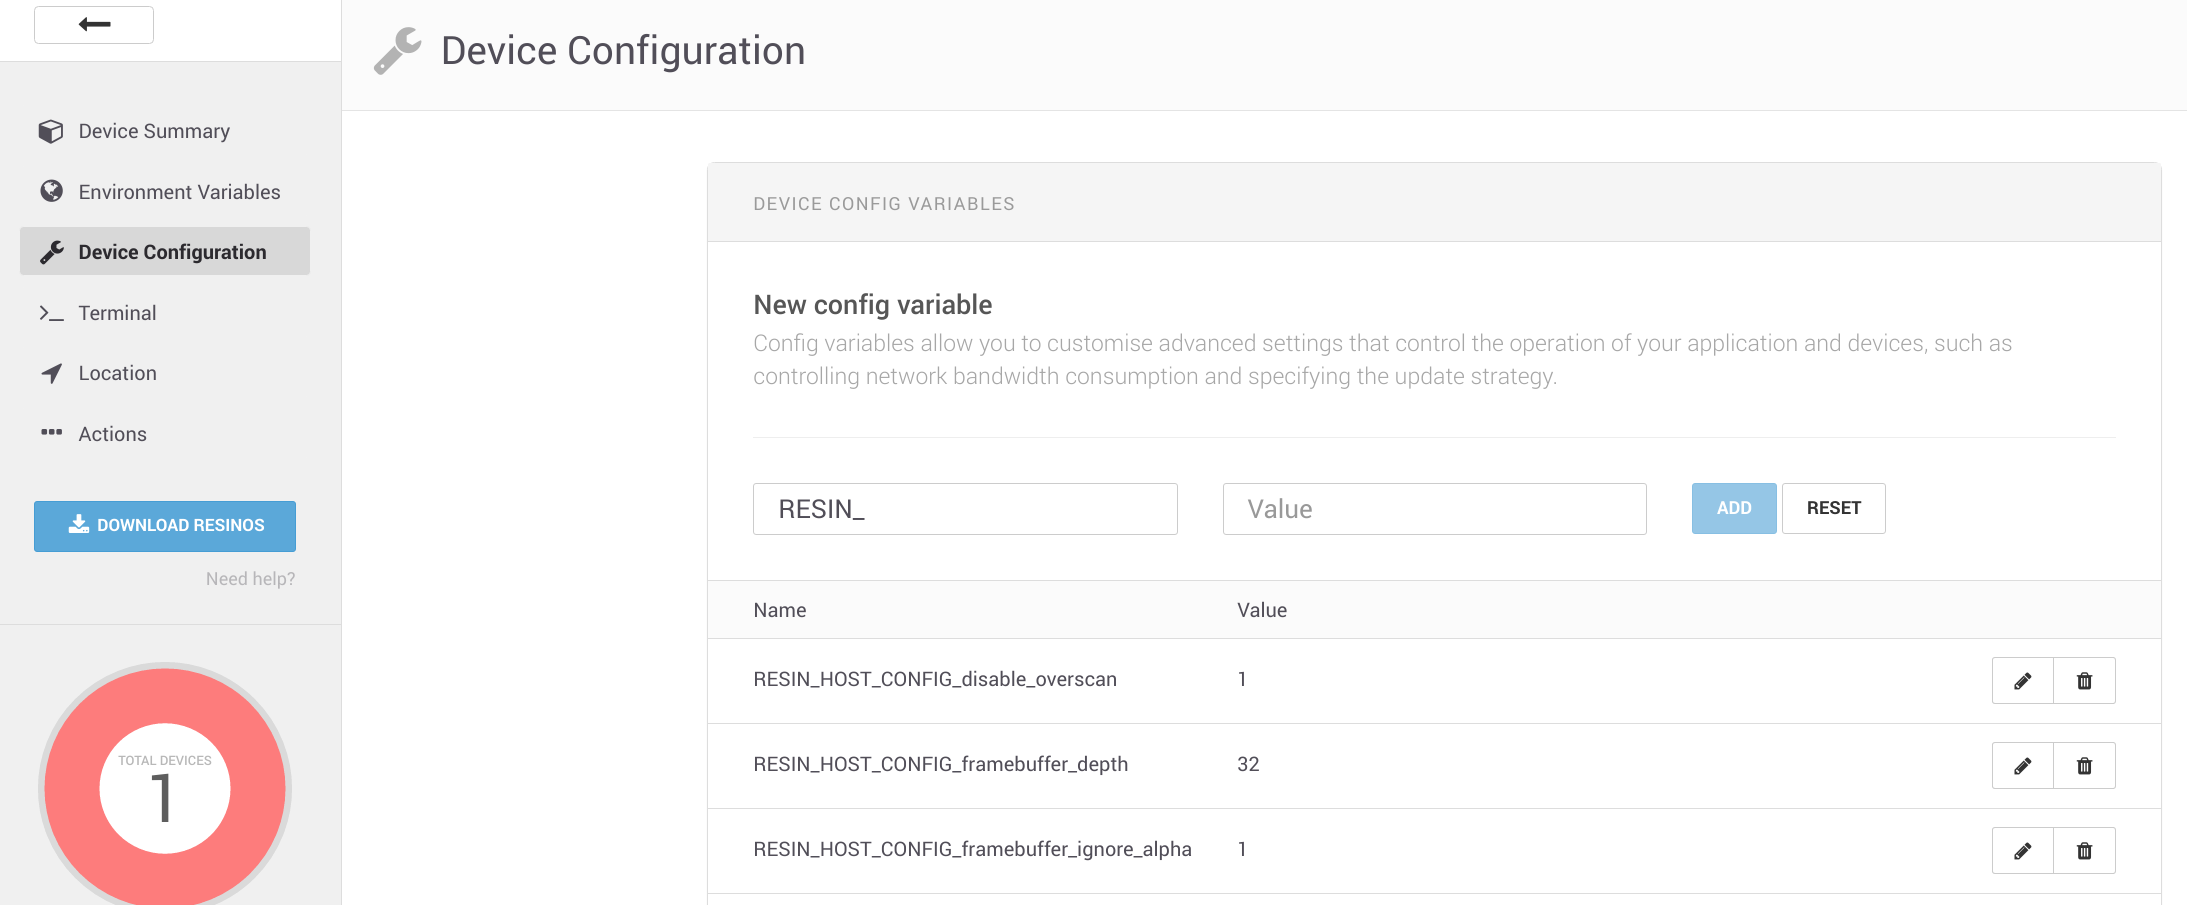 Device Configuration
Device Summary
Environment Variables
Device Configuration
Terminal
Location
Actions
DOWNLOAD RESINOS
Need help?
TOTAL DEVICES
1
DEVICE CONFIG VARIABLES
New config variable
Config variables allow you to customise advanced settings that control the operation of your application and devices, such as
controlling network bandwidth consumption and specifying the update strategy.
RESIN_ Value ADD RESET
Name Value
RESIN_HOST_CONFIG_disable_overscan 1
RESIN_HOST_CONFIG_framebuffer_depth 32
RESIN_HOST_CONFIG_framebuffer_ignore_alpha 1